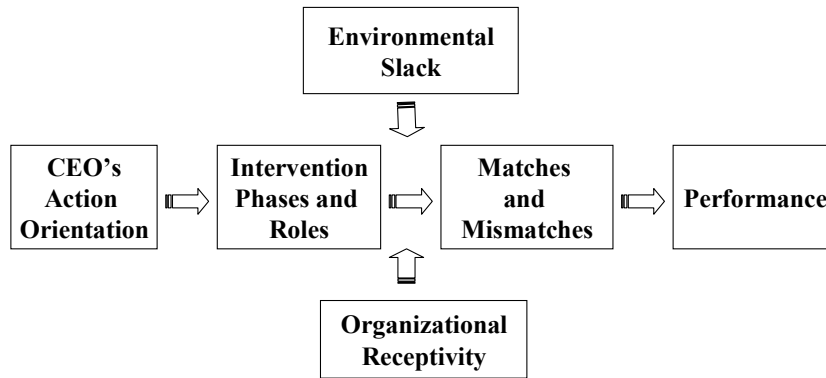 Environmental
Slack
CEO’s
Action
Orientation
Intervention
Phases and
Roles
Matches
and
Mismatches
Performance
Organizational
Receptivity